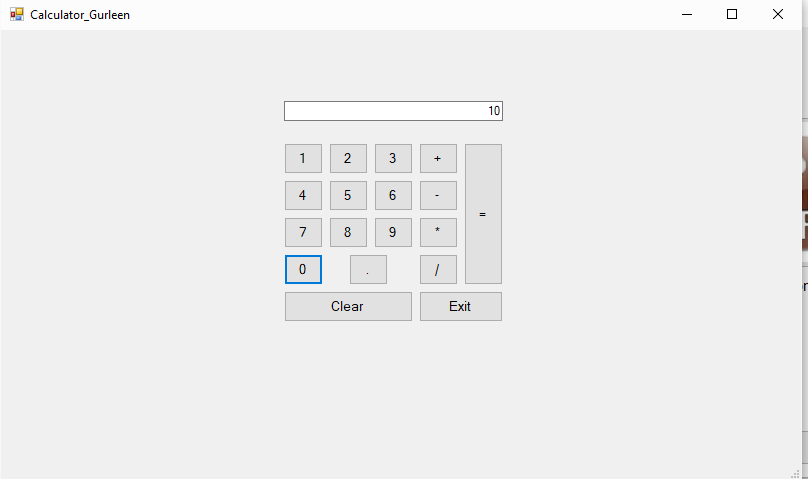 Calculator_Gurleen
10
1 2 3 +
4 5 6 - =
7 8 9 *
0 . /
Clear Exit